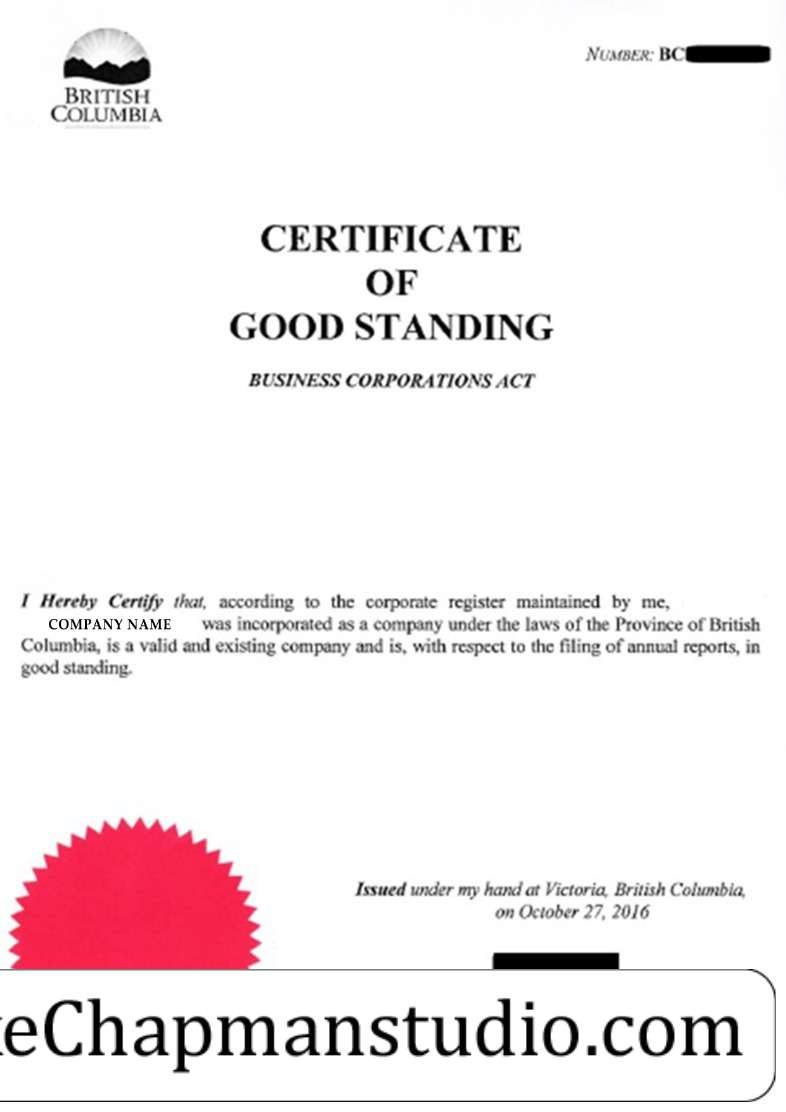 NUMBER: BC
BRITISH
COLUMBIA
CERTIFICATE
OF
GOOD STANDING
BUSINESS CORPORATIONS ACT
I Hereby Certify that, according to the corporate register maintained by me,
COMPANY NAME was incorporated as a company under the laws of the Province of British
Columbia, is a valid and existing company and is, with respect to the filing of annual reports, in
good standing.
Issued under my hand at Victoria, British Columbia,
on October 27, 2016
eChapmanstudio.com